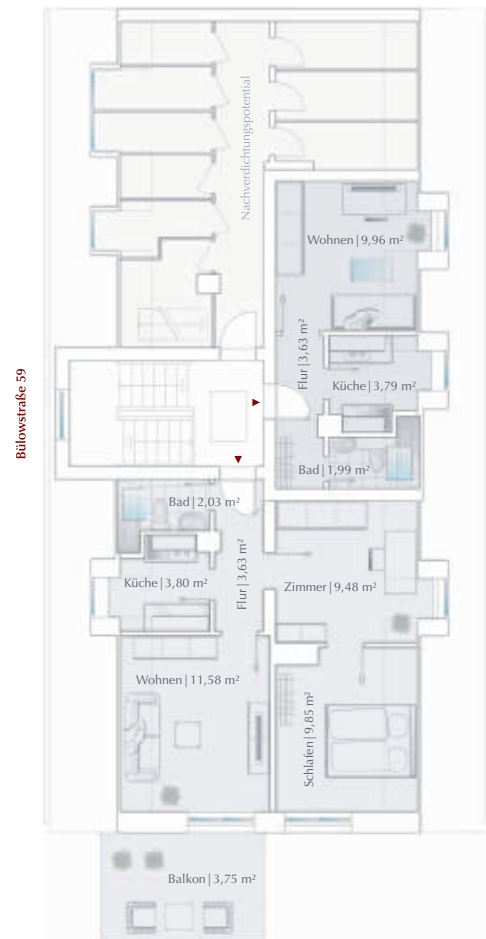 Nachverdichtungspotential
Wohnen | 9,96 m²
Flur | 3,63 m²
Küche | 3,79 m²
Bülowstraße 59
Bad | 1,99 m²
Bad | 2,03 m²
Flur | 3,63 m²
Küche | 3,80 m²
Zimmer | 9,48 m²
Wohnen | 11,58 m²
Schlafen | 9,85 m²
Balkon | 3,75 m²